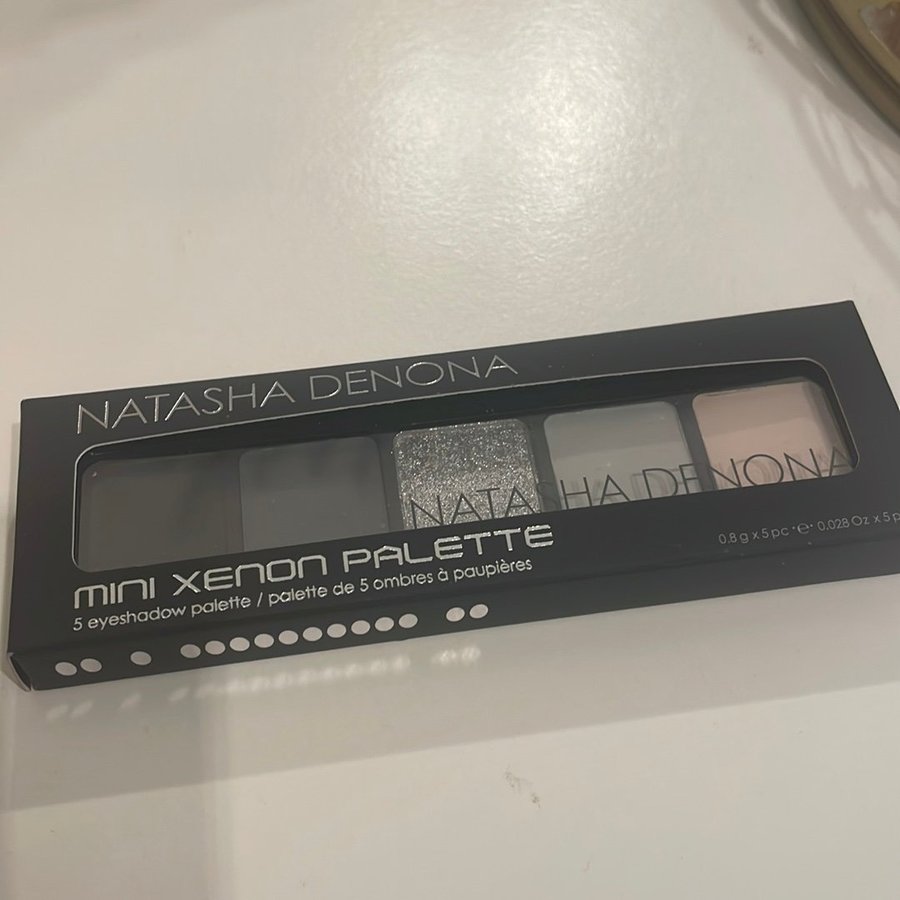 NATASHA DENONA
NATASHA DENONA
MINI XENON PALETTE
5 eyeshadow palette / palette de 5 ombres à paupières
0.8 g x 5 pc ℮ 0.028 Oz x 5 p